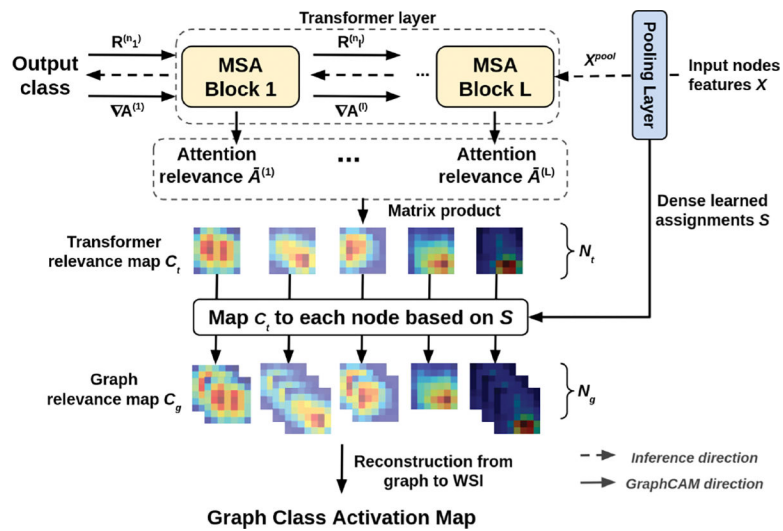 Transformer layer
R^(n_1)
R^(n_l)
Output
class
MSA
Block 1
...
MSA
Block L
X^pool
Pooling Layer
Input nodes
features X
∇A^(1)
∇A^(l)
Attention
relevance Ā^(1)
...
Attention
relevance Ā^(L)
Matrix product
Dense learned
assignments S
Transformer
relevance map C_t
N_t
Map C_t to each node based on S
Graph
relevance map C_g
N_g
Reconstruction from
graph to WSI
Inference direction
GraphCAM direction
Graph Class Activation Map